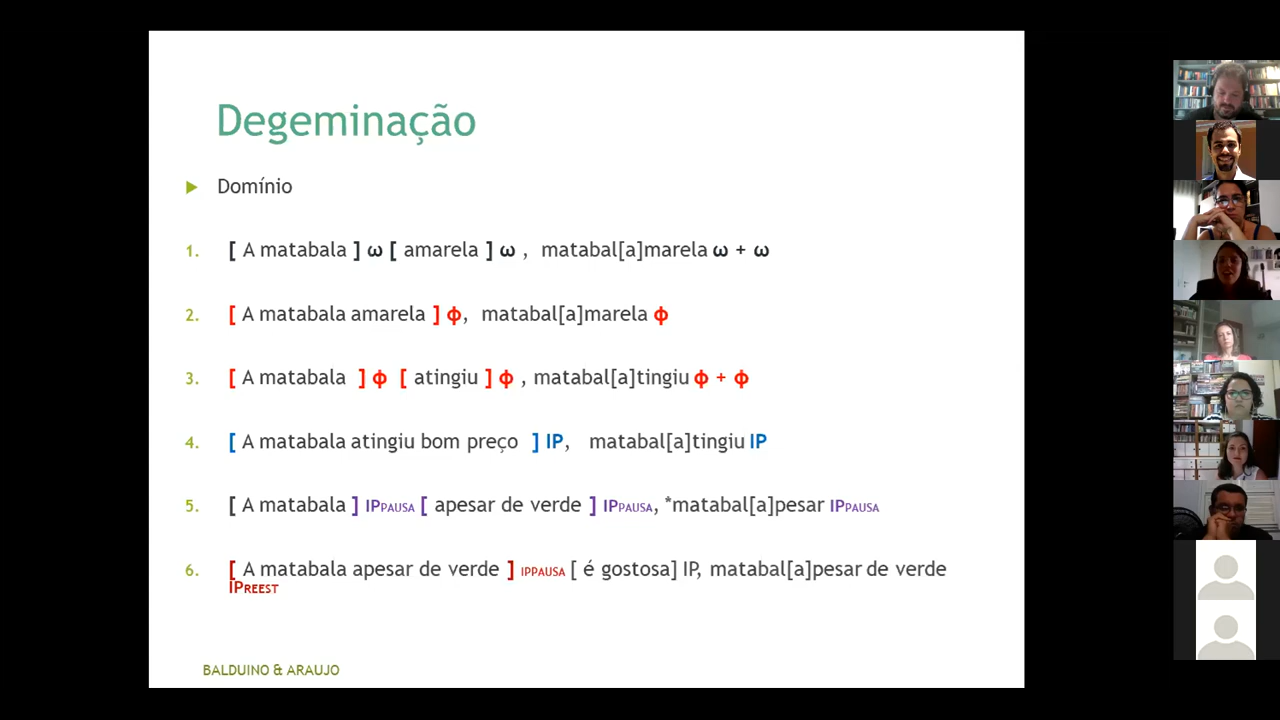 Degeminação
Domínio
1. [ A matabala ] ω [ amarela ] ω , matabal[a]marela ω + ω
2. [ A matabala amarela ] ϕ, matabal[a]marela ϕ
3. [ A matabala ] ϕ [ atingiu ] ϕ , matabal[a]tingiu ϕ + ϕ
4. [ A matabala atingiu bom preço ] IP, matabal[a]tingiu IP
5. [ A matabala ] IPPAUSA [ apesar de verde ] IPPAUSA, *matabal[a]pesar IPPAUSA
6. [ A matabala apesar de verde ] IPPAUSA [ é gostosa] IP, matabal[a]pesar de verde
IPREEST
BALDUINO & ARAUJO